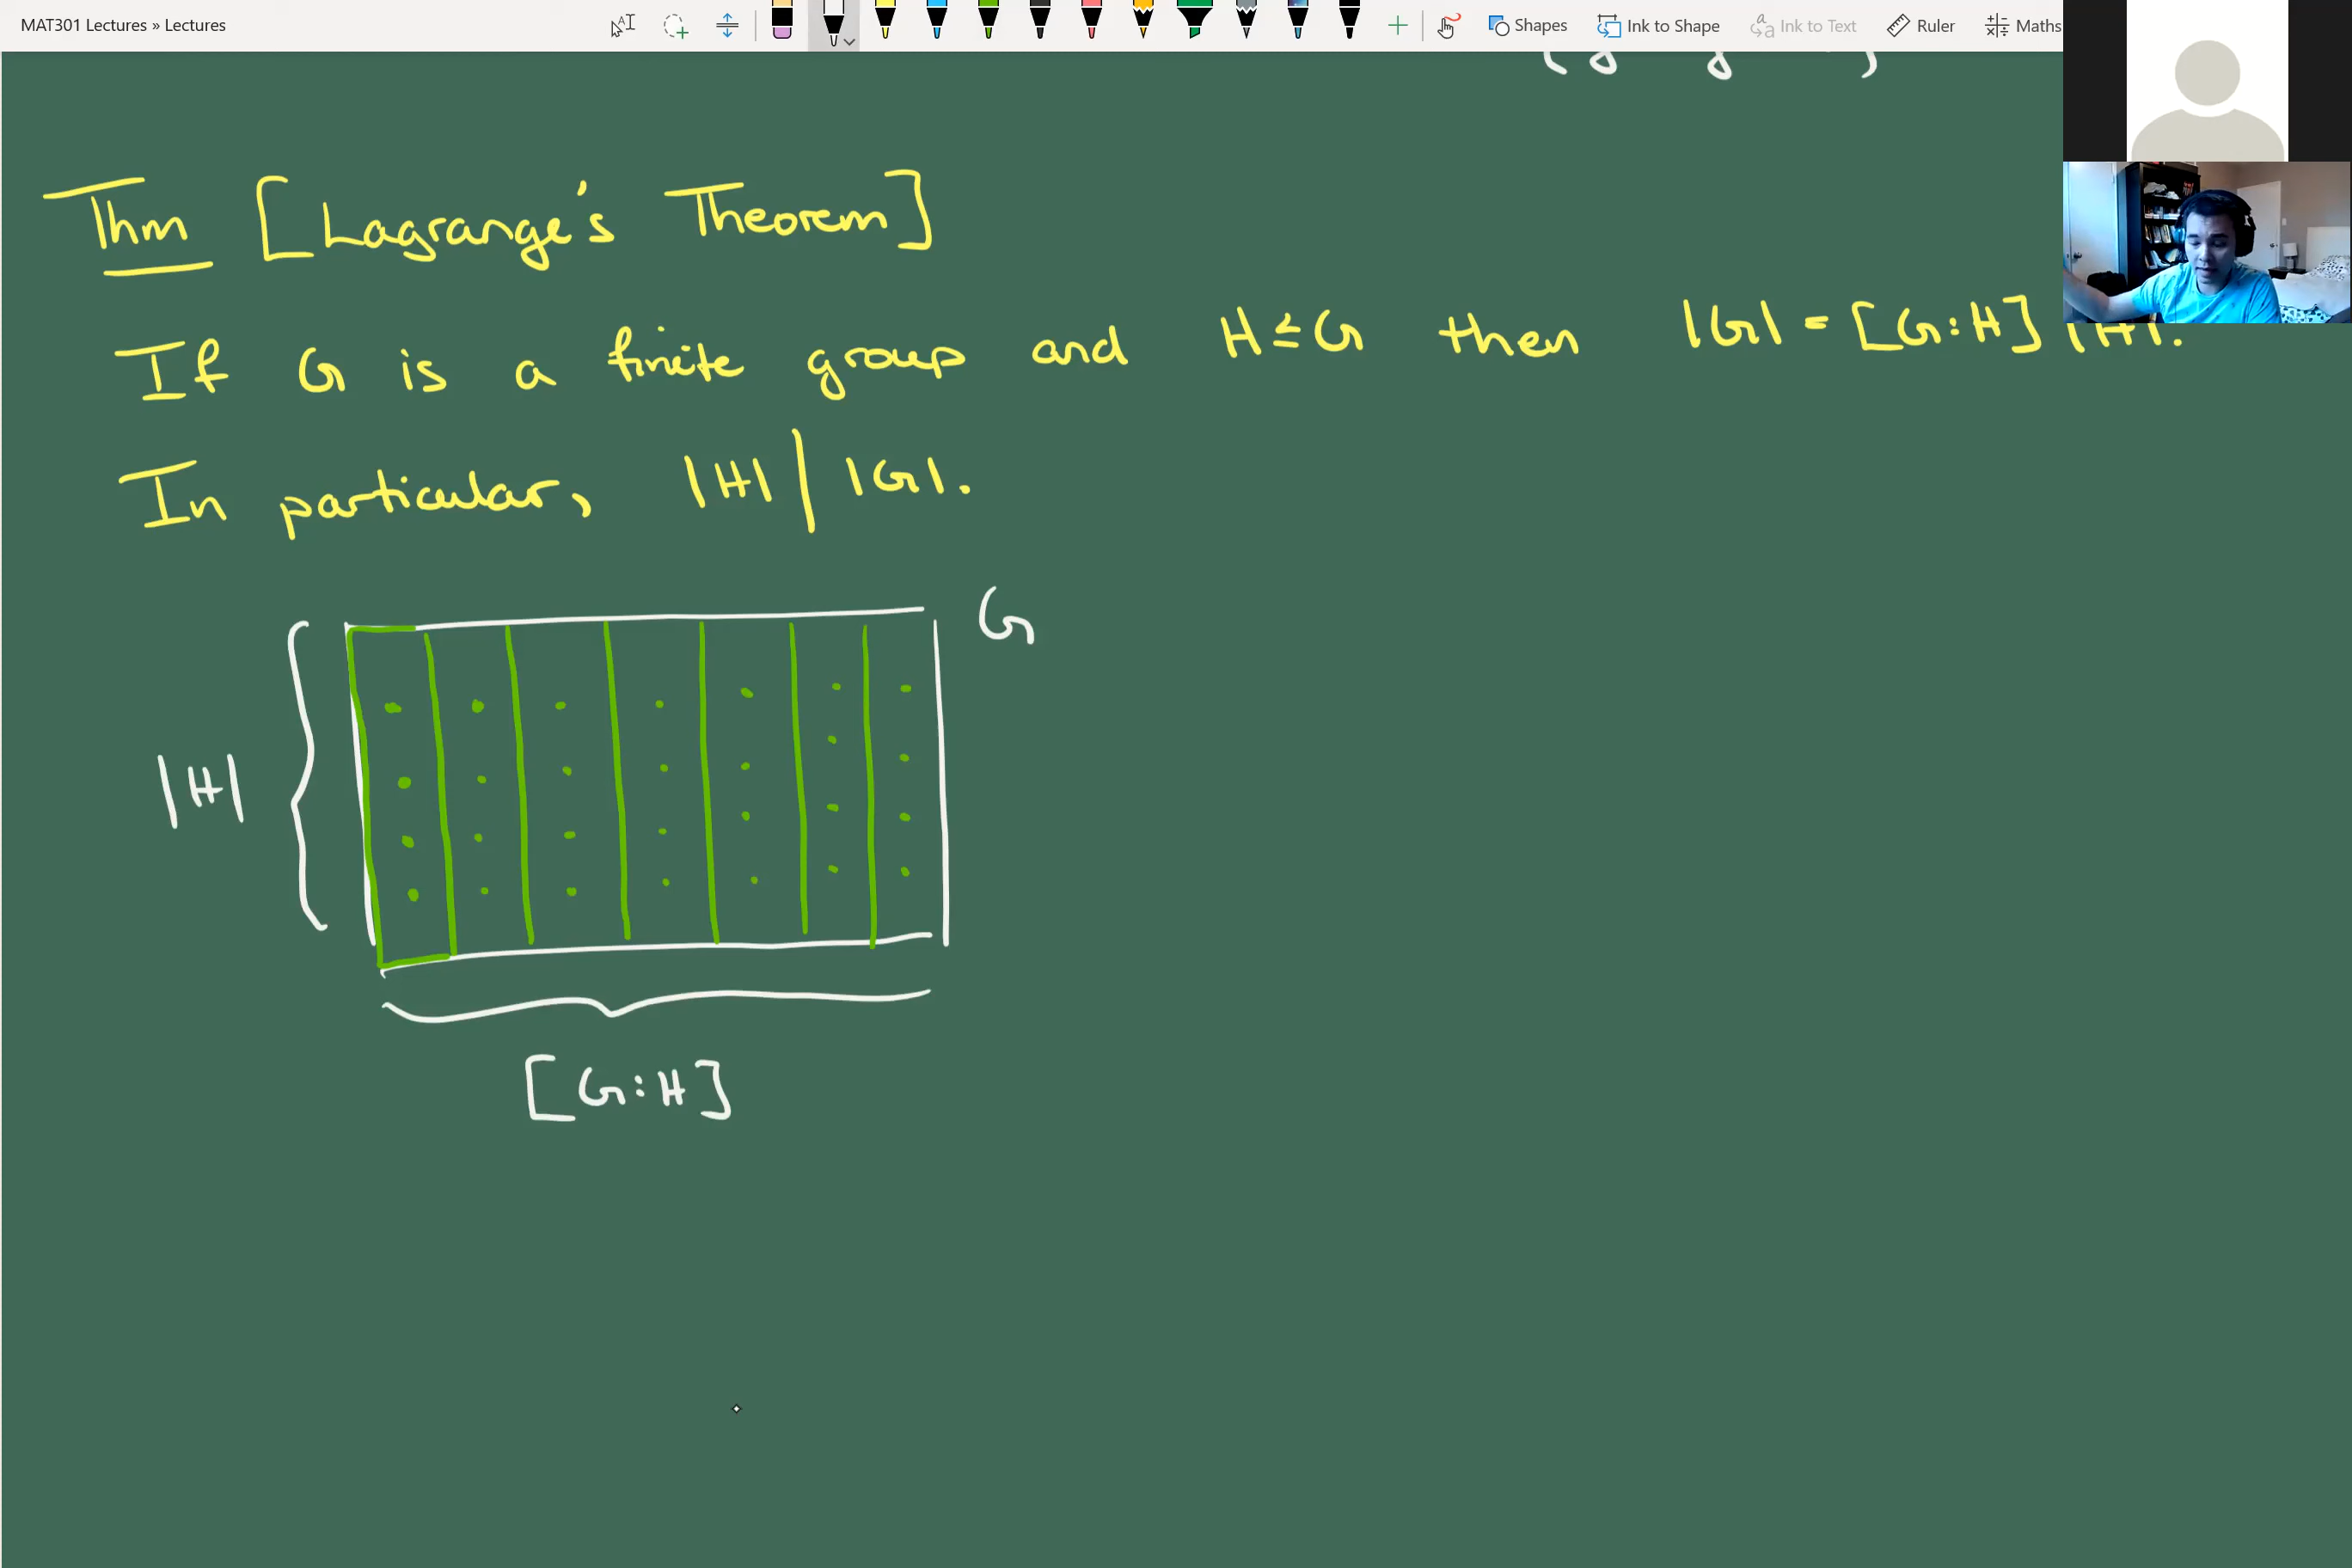 MAT301 Lectures » Lectures
Shapes Ink to Shape Ink to Text Ruler Maths
Thm [Lagrange's Theorem]
If G is a finite group and H ≤ G then |G| = [G:H] |H|.
In particular, |H| | |G|.
G
|H|
[G:H]